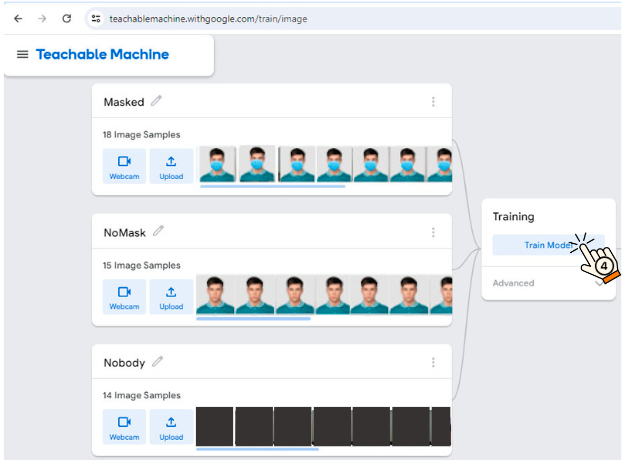 teachablemachine.withgoogle.com/train/image
Teachable Machine
Masked
18 Image Samples
Webcam Upload
NoMask
15 Image Samples
Webcam Upload
Nobody
14 Image Samples
Webcam Upload
Training
Train Model
4
Advanced